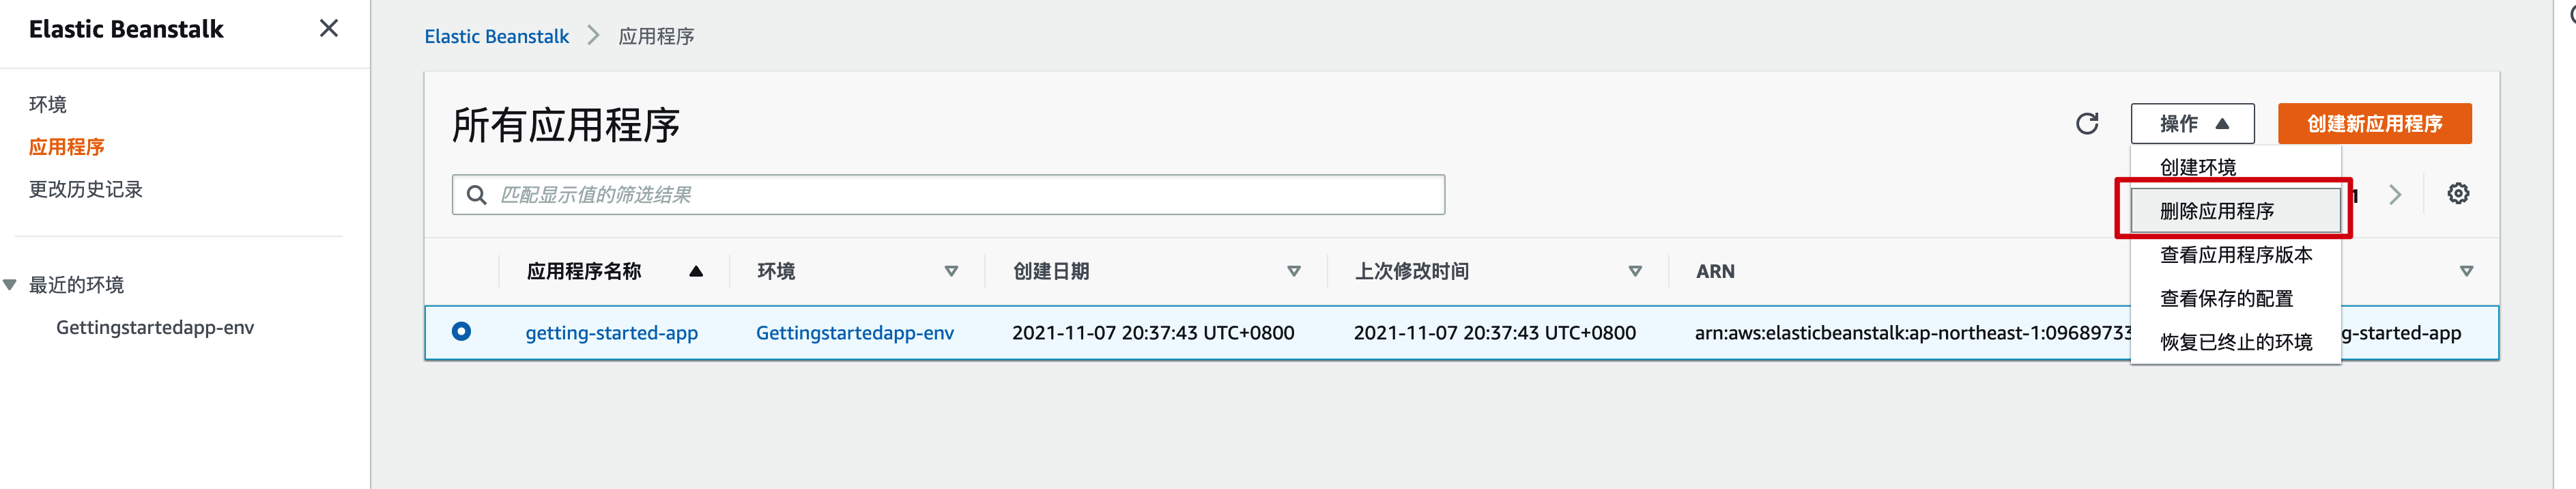 Elastic Beanstalk
环境
应用程序
更改历史记录
最近的环境
Gettingstartedapp-env
Elastic Beanstalk 应用程序
所有应用程序
操作
创建新应用程序
匹配显示值的筛选结果
1
创建环境
删除应用程序
查看应用程序版本
查看保存的配置
恢复已终止的环境
应用程序名称 环境 创建日期 上次修改时间 ARN
getting-started-app Gettingstartedapp-env 2021-11-07 20:37:43 UTC+0800 2021-11-07 20:37:43 UTC+0800 arn:aws:elasticbeanstalk:ap-northeast-1:09689733 g-started-app